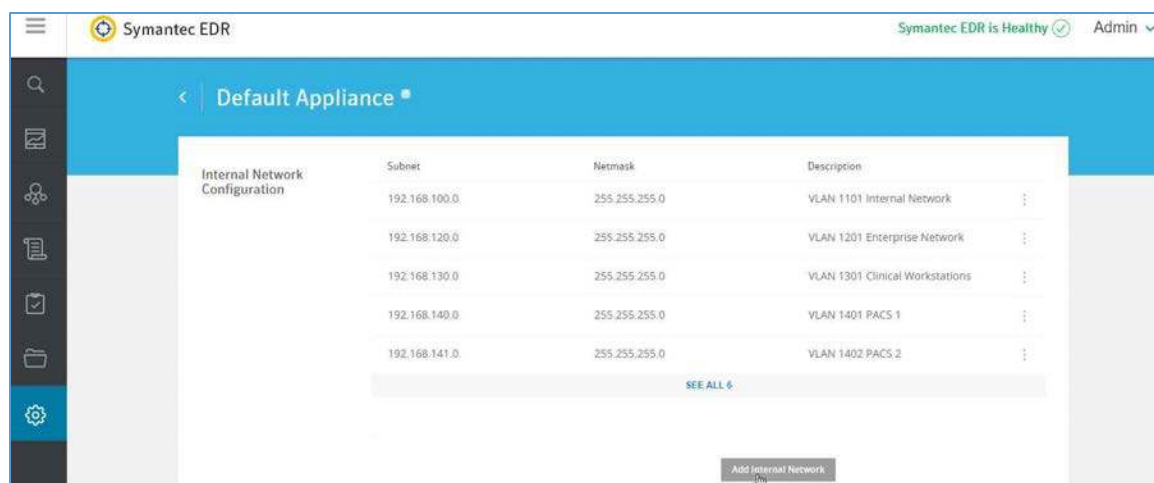 Symantec EDR
Symantec EDR is Healthy
Admin
Default Appliance
Internal Network
Configuration
Subnet Netmask Description
192.168.100.0 255.255.255.0 VLAN 1101 Internal Network
192.168.120.0 255.255.255.0 VLAN 1201 Enterprise Network
192.168.130.0 255.255.255.0 VLAN 1301 Clinical Workstations
192.168.140.0 255.255.255.0 VLAN 1401 PACS 1
192.168.141.0 255.255.255.0 VLAN 1402 PACS 2
SEE ALL 6
Add Internal Network